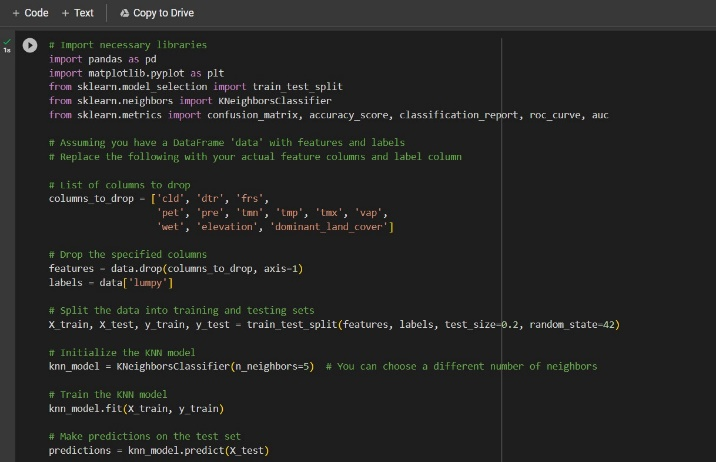 + Code + Text Copy to Drive
1s
# Import necessary libraries
import pandas as pd
import matplotlib.pyplot as plt
from sklearn.model_selection import train_test_split
from sklearn.neighbors import KNeighborsClassifier
from sklearn.metrics import confusion_matrix, accuracy_score, classification_report, roc_curve, auc
# Assuming you have a DataFrame 'data' with features and labels
# Replace the following with your actual feature columns and label column
# List of columns to drop
columns_to_drop = ['cld', 'dtr', 'frs',
'pet', 'pre', 'tmn', 'tmp', 'tmx', 'vap',
'wet', 'elevation', 'dominant_land_cover']
# Drop the specified columns
features = data.drop(columns_to_drop, axis=1)
labels = data['lumpy']
# Split the data into training and testing sets
X_train, X_test, y_train, y_test = train_test_split(features, labels, test_size=0.2, random_state=42)
# Initialize the KNN model
knn_model = KNeighborsClassifier(n_neighbors=5) # You can choose a different number of neighbors
# Train the KNN model
knn_model.fit(X_train, y_train)
# Make predictions on the test set
predictions = knn_model.predict(X_test)